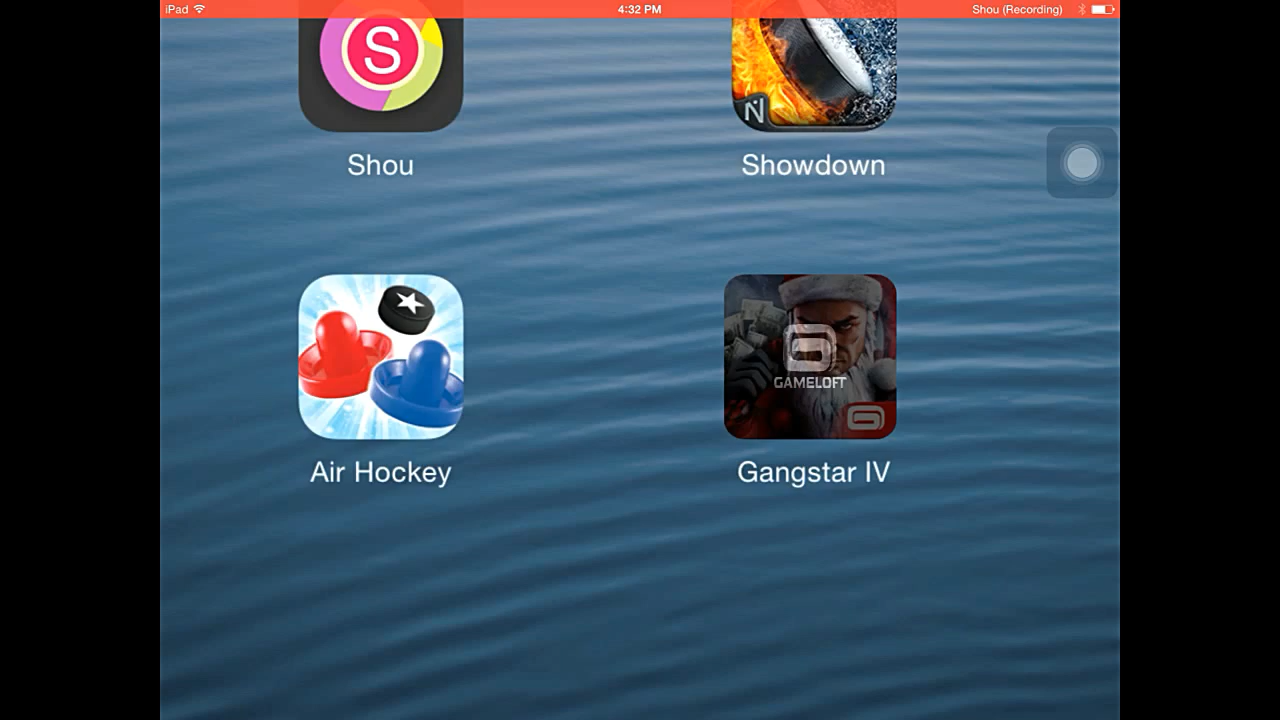 iPad 4:32 PM Shou (Recording)
S
N
Shou Showdown
G
GAMELOFT
Air Hockey Gangstar IV